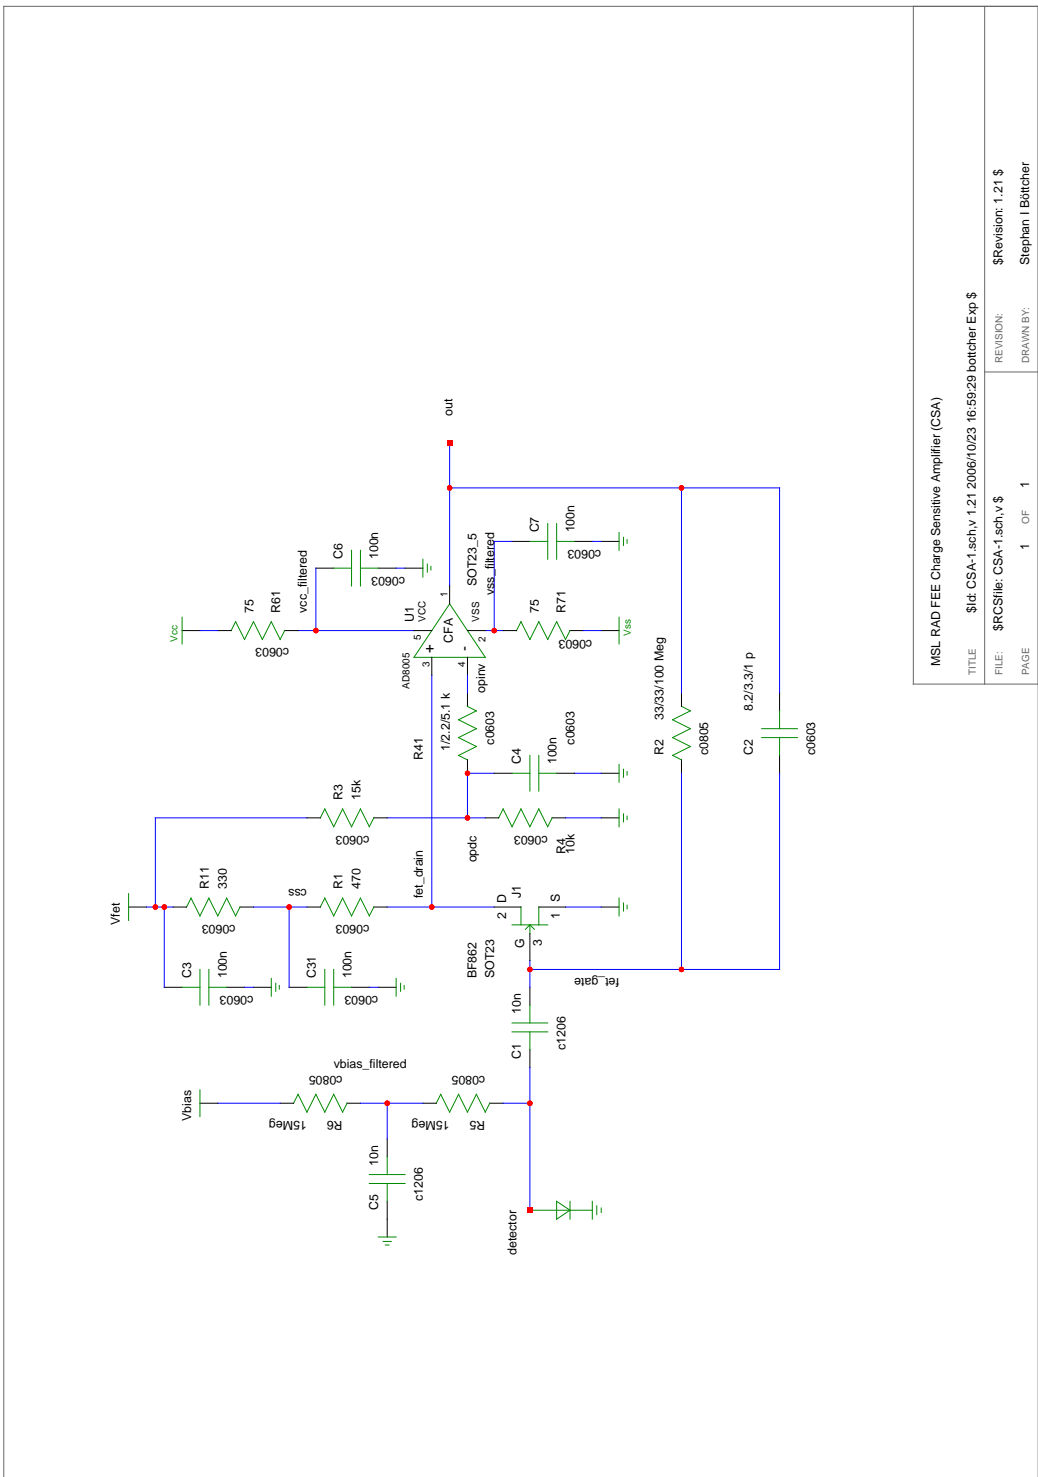 Vbias
R6
15Meg
c0805
vbias_filtered
R5
15Meg
c0805
C5
10n
c1206
detector
C1
10n
c1206
Vfet
C3
100n
c0603
R11
330
c0603
css
C31
100n
c0603
R1
470
c0603
fet_drain
BF862
SOT23
J1
D
2
G
3
S
1
fet_gate
R3
15k
c0603
opdc
R4
10k
c0603
C4
100n
c0603
R41
1/2.2/5.1 k
c0603
opinv
AD8005
U1
CFA
+
-
3
4
5
2
1
VCC
VSS
SOT23_5
Vcc
75
R61
c0603
vcc_filtered
C6
100n
c0603
vss_filtered
C7
100n
c0603
75
R71
c0603
Vss
out
R2
33/33/100 Meg
c0805
C2
8.2/3.3/1 p
c0603
MSL RAD FEE Charge Sensitive Amplifier (CSA)
TITLE $Id: CSA-1.sch,v 1.21 2006/10/23 16:59:29 bottcher Exp $
FILE: $RCSfile: CSA-1.sch,v $
REVISION: $Revision: 1.21 $
PAGE 1 OF 1
DRAWN BY: Stephan I Böttcher